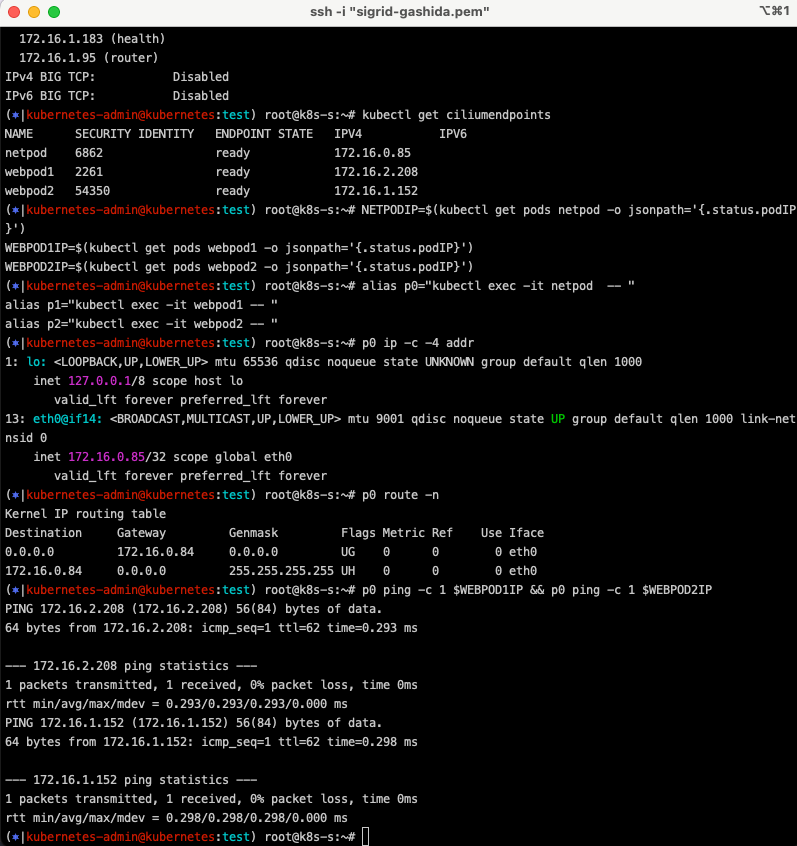 ssh -i "sigrid-gashida.pem"
⌥⌘1
172.16.1.183 (health)
172.16.1.95 (router)
IPv4 BIG TCP:           Disabled
IPv6 BIG TCP:           Disabled
(⎈|kubernetes-admin@kubernetes:test) root@k8s-s:~# kubectl get ciliumendpoints
NAME      SECURITY IDENTITY   ENDPOINT STATE   IPV4           IPV6
netpod    6862                ready            172.16.0.85
webpod1   2261                ready            172.16.2.208
webpod2   54350               ready            172.16.1.152
(⎈|kubernetes-admin@kubernetes:test) root@k8s-s:~# NETPODIP=$(kubectl get pods netpod -o jsonpath='{.status.podIP
}')
WEBPOD1IP=$(kubectl get pods webpod1 -o jsonpath='{.status.podIP}')
WEBPOD2IP=$(kubectl get pods webpod2 -o jsonpath='{.status.podIP}')
(⎈|kubernetes-admin@kubernetes:test) root@k8s-s:~# alias p0="kubectl exec -it netpod  -- "
alias p1="kubectl exec -it webpod1 -- "
alias p2="kubectl exec -it webpod2 -- "
(⎈|kubernetes-admin@kubernetes:test) root@k8s-s:~# p0 ip -c -4 addr
1: lo: <LOOPBACK,UP,LOWER_UP> mtu 65536 qdisc noqueue state UNKNOWN group default qlen 1000
    inet 127.0.0.1/8 scope host lo
       valid_lft forever preferred_lft forever
13: eth0@if14: <BROADCAST,MULTICAST,UP,LOWER_UP> mtu 9001 qdisc noqueue state UP group default qlen 1000 link-net
nsid 0
    inet 172.16.0.85/32 scope global eth0
       valid_lft forever preferred_lft forever
(⎈|kubernetes-admin@kubernetes:test) root@k8s-s:~# p0 route -n
Kernel IP routing table
Destination     Gateway         Genmask         Flags Metric Ref    Use Iface
0.0.0.0         172.16.0.84     0.0.0.0         UG    0      0        0 eth0
172.16.0.84     0.0.0.0         255.255.255.255 UH    0      0        0 eth0
(⎈|kubernetes-admin@kubernetes:test) root@k8s-s:~# p0 ping -c 1 $WEBPOD1IP && p0 ping -c 1 $WEBPOD2IP
PING 172.16.2.208 (172.16.2.208) 56(84) bytes of data.
64 bytes from 172.16.2.208: icmp_seq=1 ttl=62 time=0.293 ms

--- 172.16.2.208 ping statistics ---
1 packets transmitted, 1 received, 0% packet loss, time 0ms
rtt min/avg/max/mdev = 0.293/0.293/0.293/0.000 ms
PING 172.16.1.152 (172.16.1.152) 56(84) bytes of data.
64 bytes from 172.16.1.152: icmp_seq=1 ttl=62 time=0.298 ms

--- 172.16.1.152 ping statistics ---
1 packets transmitted, 1 received, 0% packet loss, time 0ms
rtt min/avg/max/mdev = 0.298/0.298/0.298/0.000 ms
(⎈|kubernetes-admin@kubernetes:test) root@k8s-s:~#